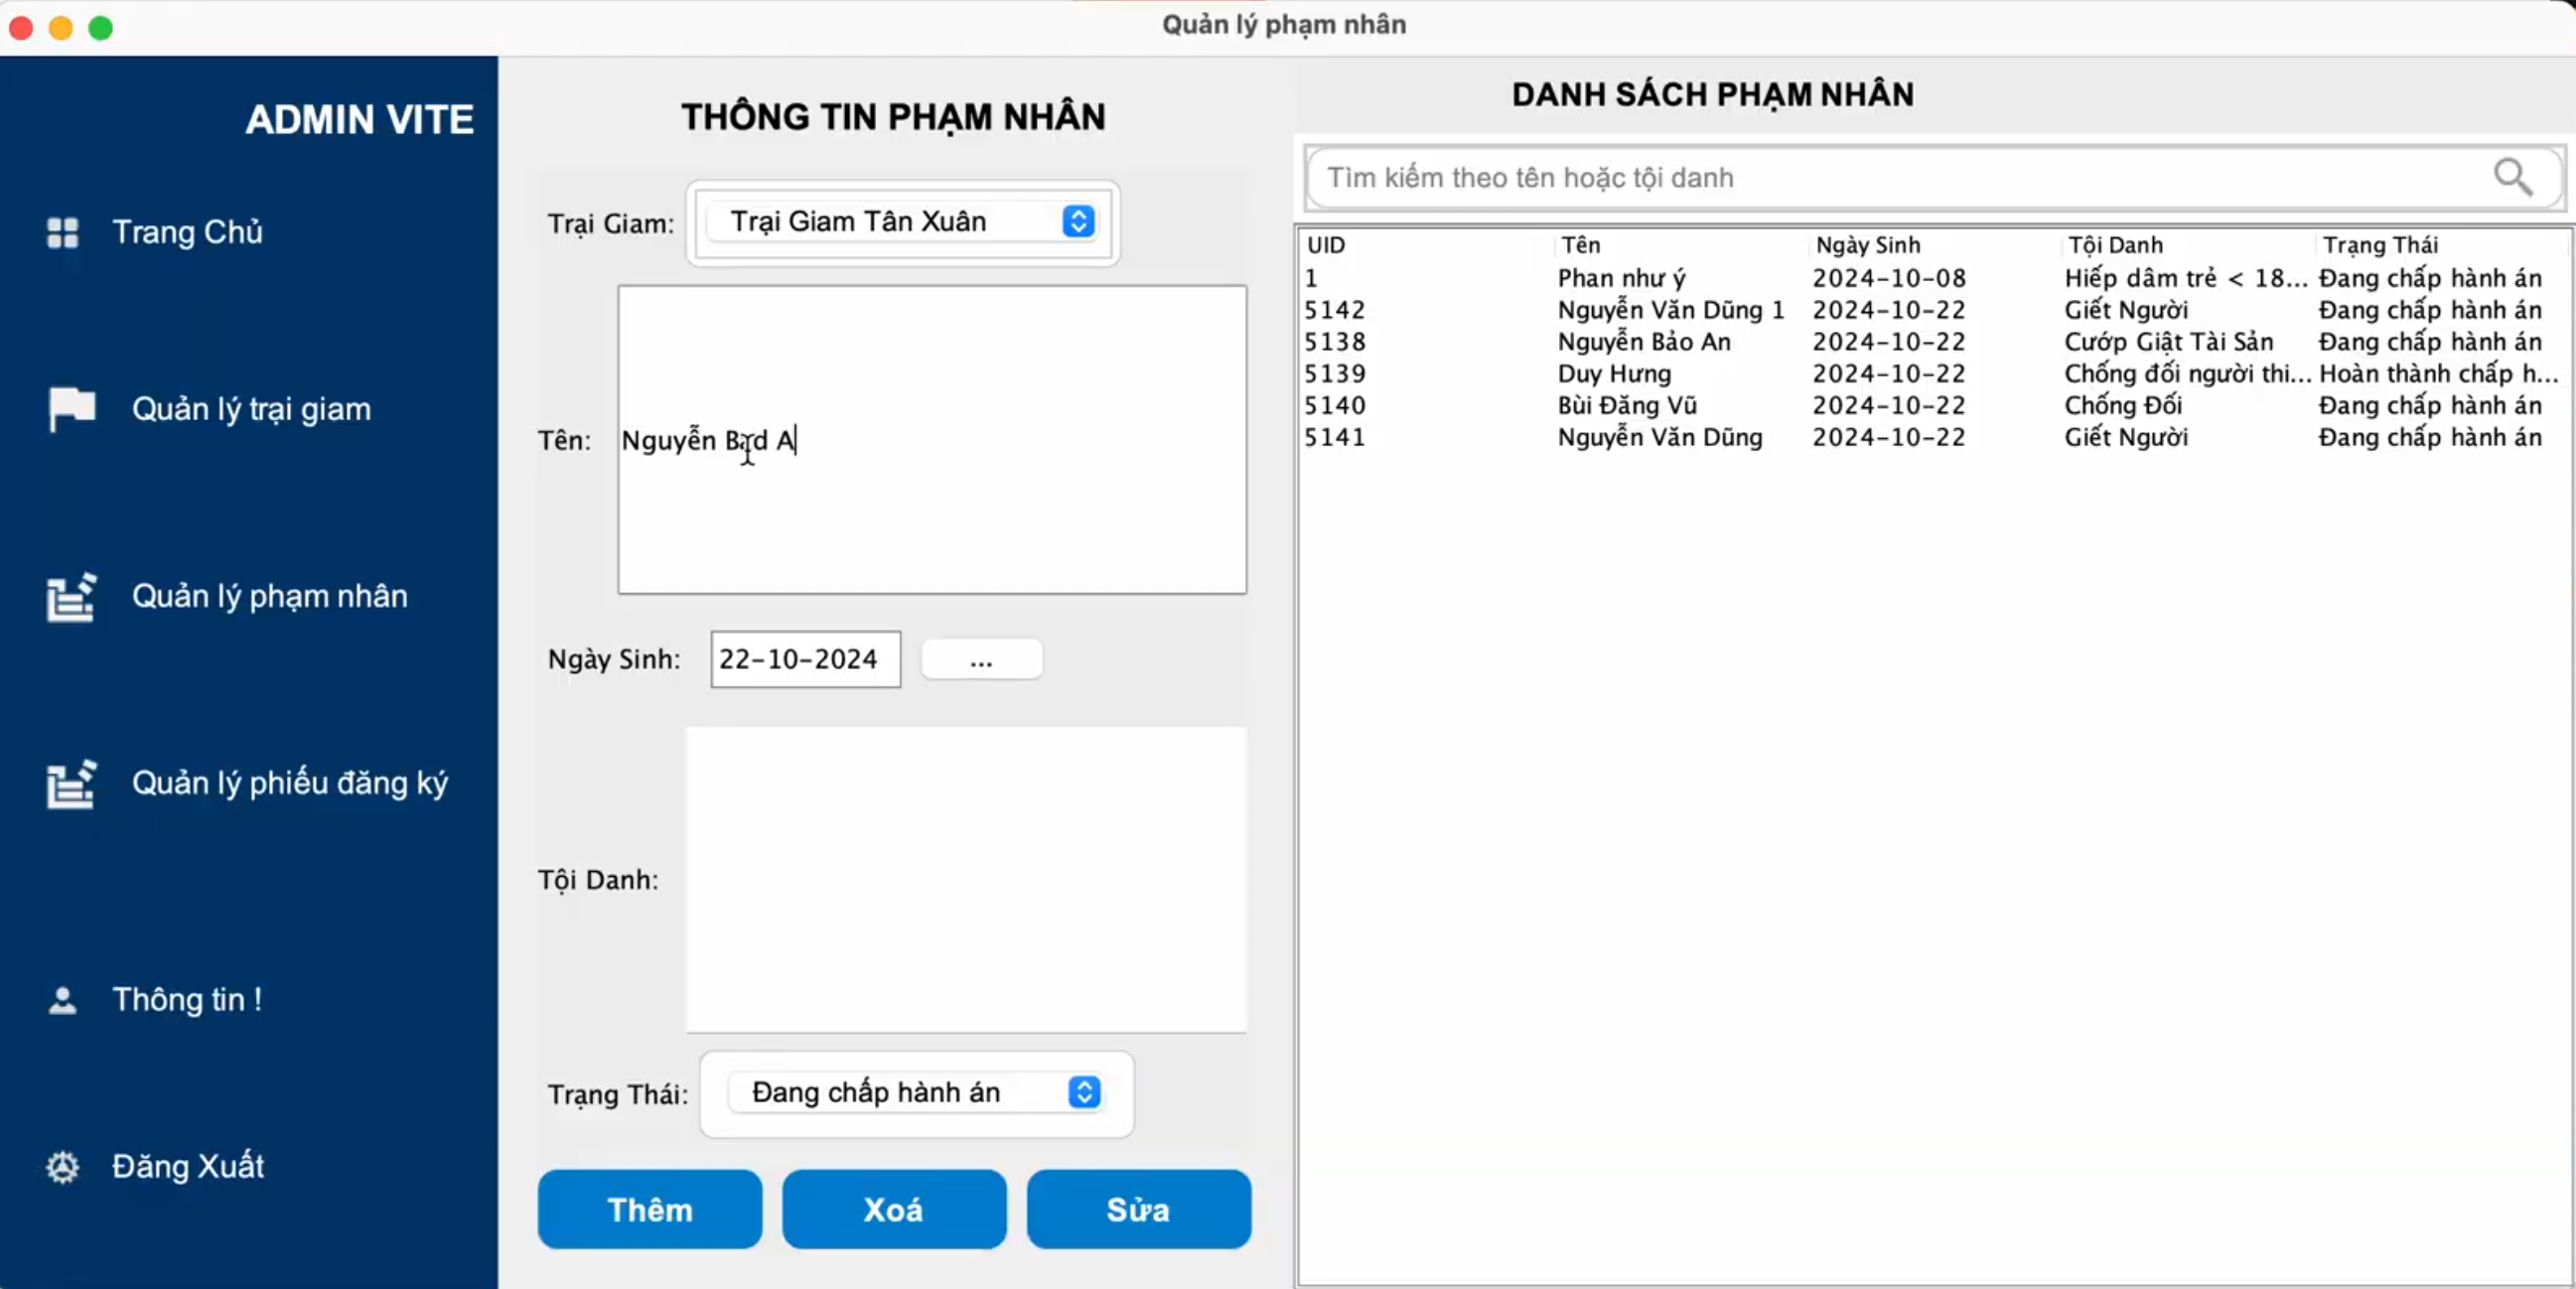 Quản lý phạm nhân
ADMIN VITE
Trang Chủ
Quản lý trại giam
Quản lý phạm nhân
Quản lý phiếu đăng ký
Thông tin !
Đăng Xuất
THÔNG TIN PHẠM NHÂN
Trại Giam: Trại Giam Tân Xuân
Tên: Nguyễn A
Ngày Sinh: 22-10-2024 ...
Tội Danh:
Trạng Thái: Đang chấp hành án
Thêm Xoá Sửa
DANH SÁCH PHẠM NHÂN
Tìm kiếm theo tên hoặc tội danh
UID Tên Ngày Sinh Tội Danh Trạng Thái
1 Phan như ý 2024-10-08 Hiếp dâm trẻ < 18... Đang chấp hành án
5142 Nguyễn Văn Dũng 1 2024-10-22 Giết Người Đang chấp hành án
5138 Nguyễn Bảo An 2024-10-22 Cướp Giật Tài Sản Đang chấp hành án
5139 Duy Hưng 2024-10-22 Chống đối người thi... Hoàn thành chấp h...
5140 Bùi Đăng Vũ 2024-10-22 Chống Đối Đang chấp hành án
5141 Nguyễn Văn Dũng 2024-10-22 Giết Người Đang chấp hành án